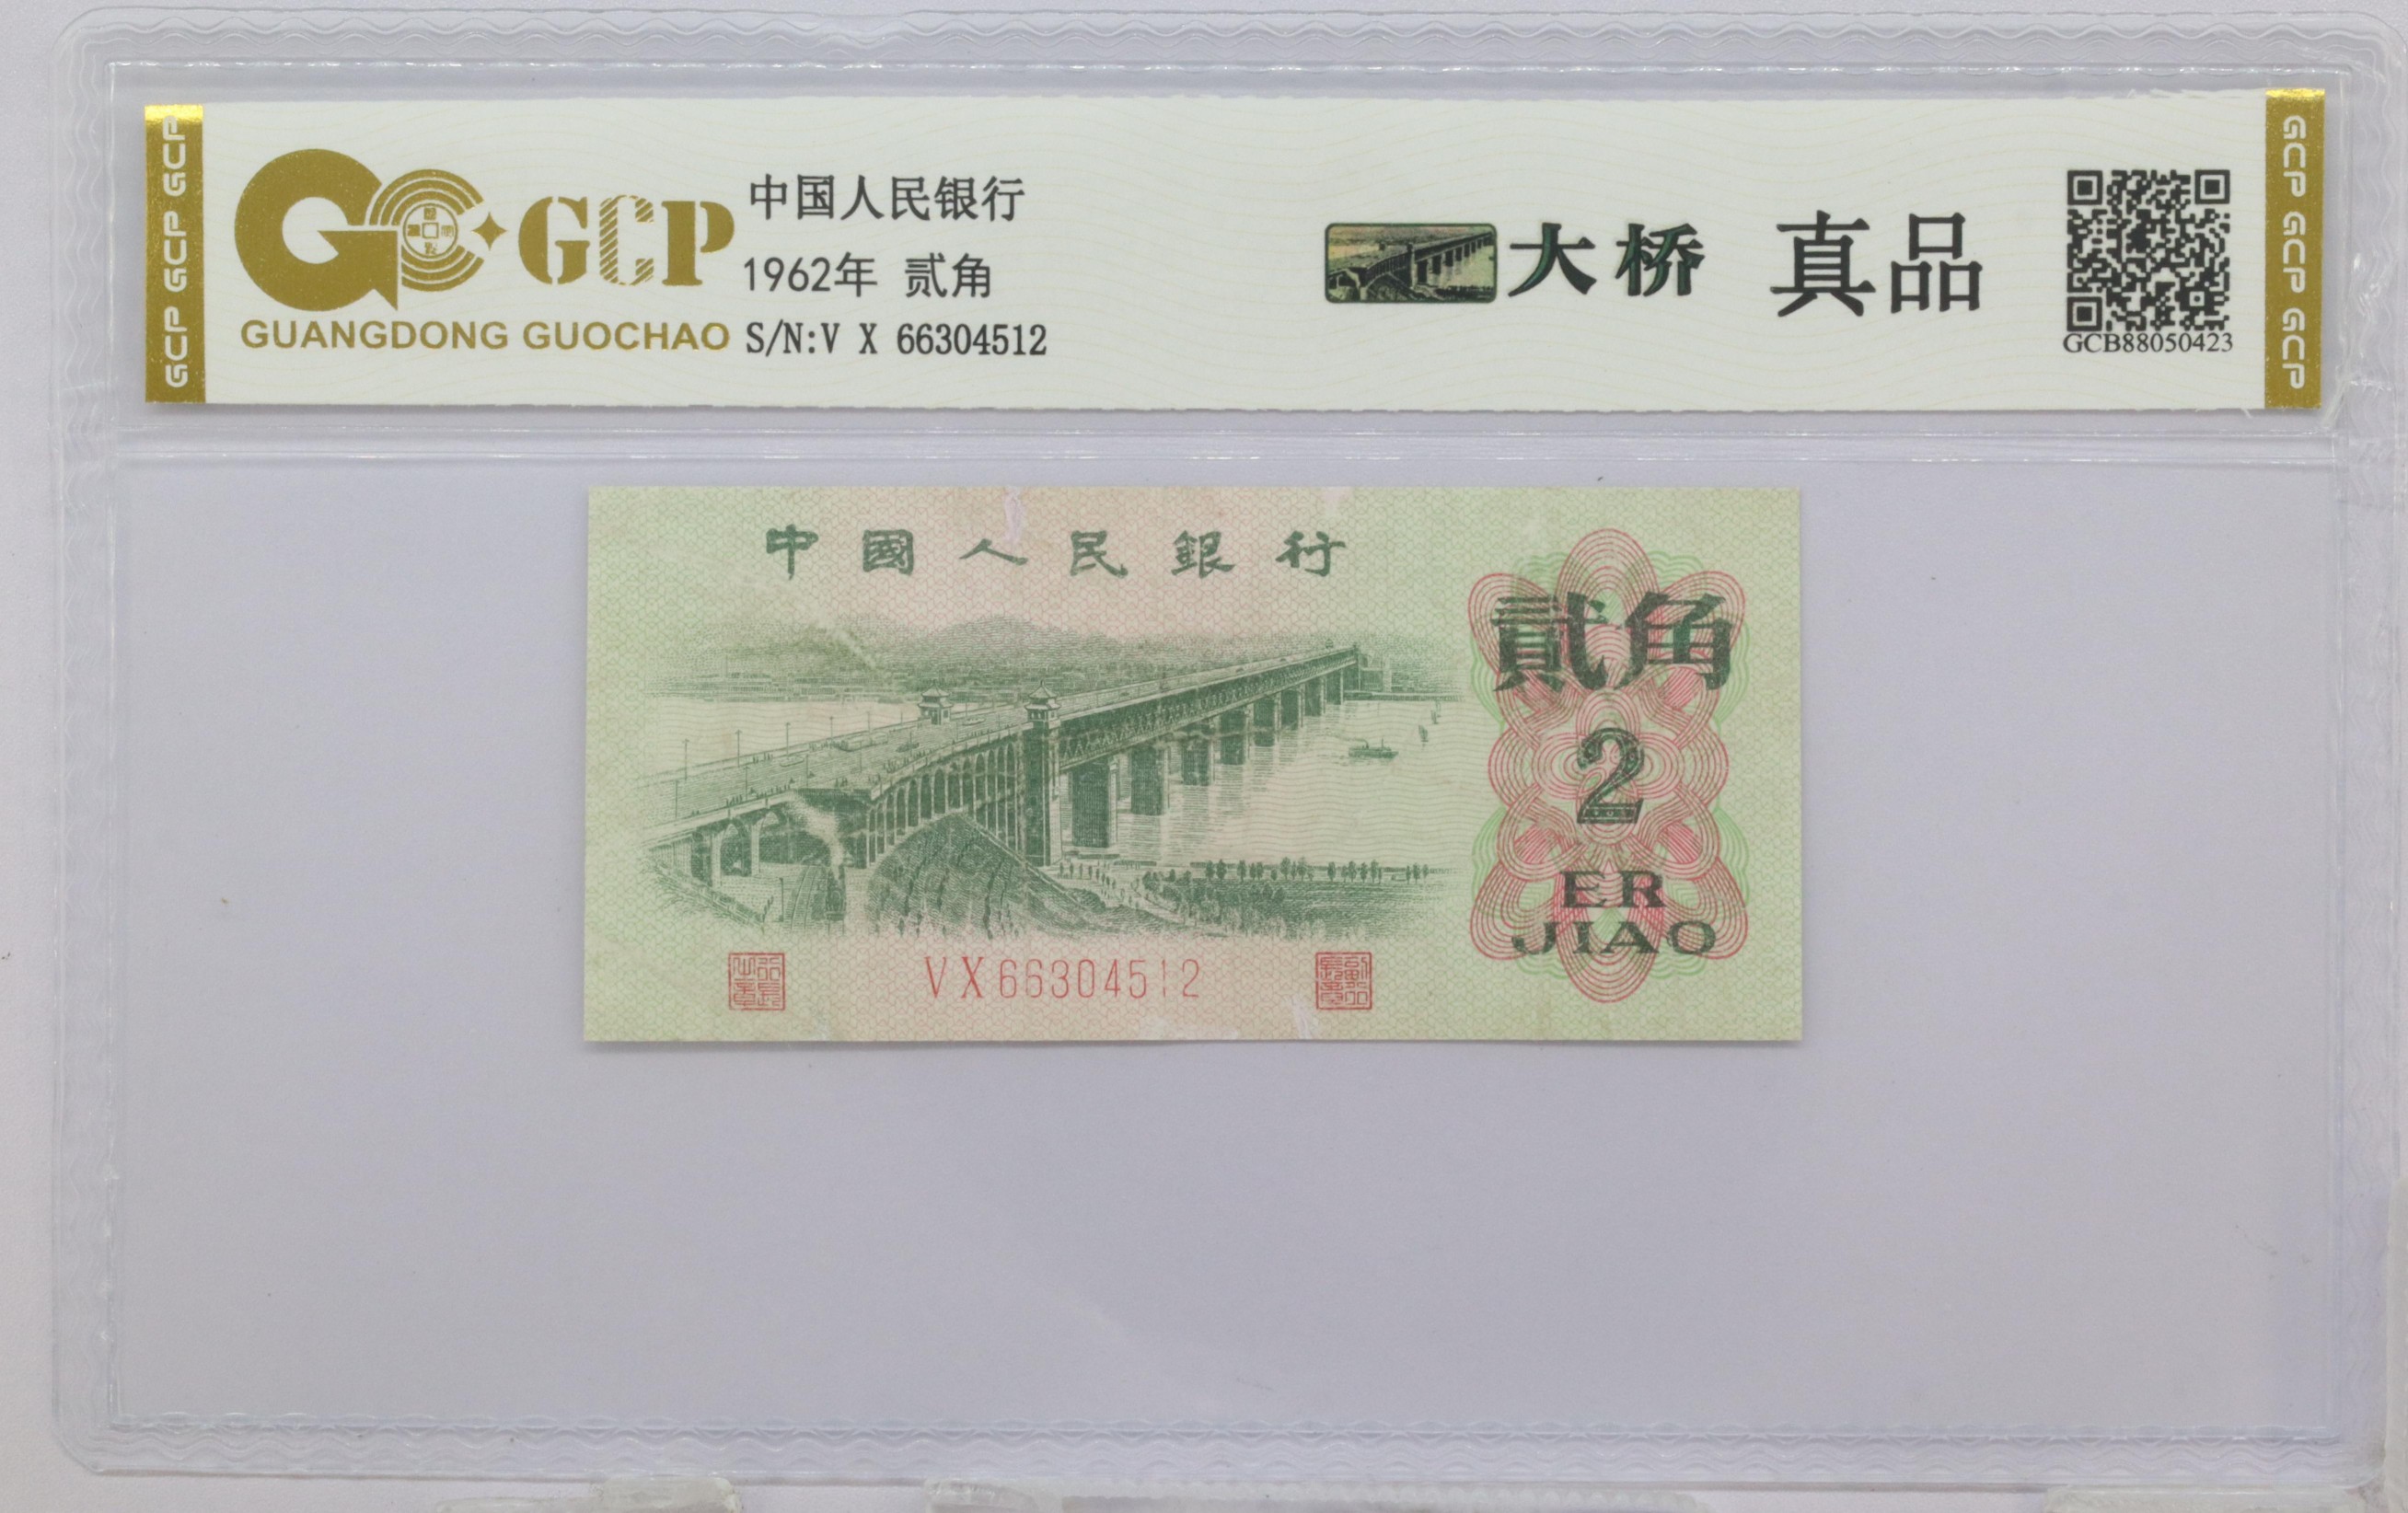 GCP GCP GCP
GCP
GUANGDONG GUOCHAO
中国人民银行
1962年 贰角
S/N:V X 66304512
大桥 真品
GCB88050423
GCP GCP GCP
中國人民銀行
貳角
2
ER
JIAO
VX66304512